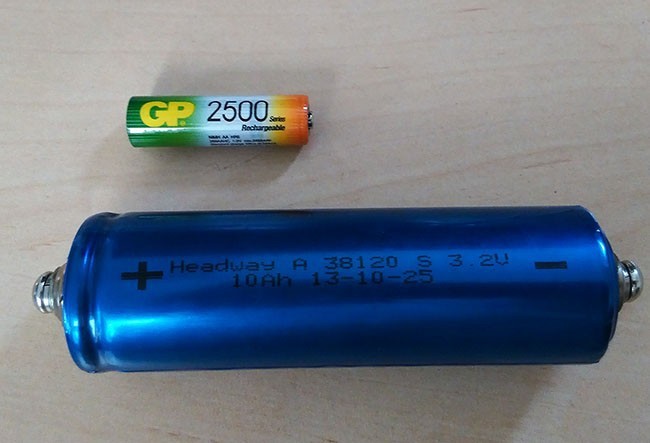 GP 2500 Series
Rechargeable
+ Headway A 38120 S 3.2V −
10Ah 13-10-25